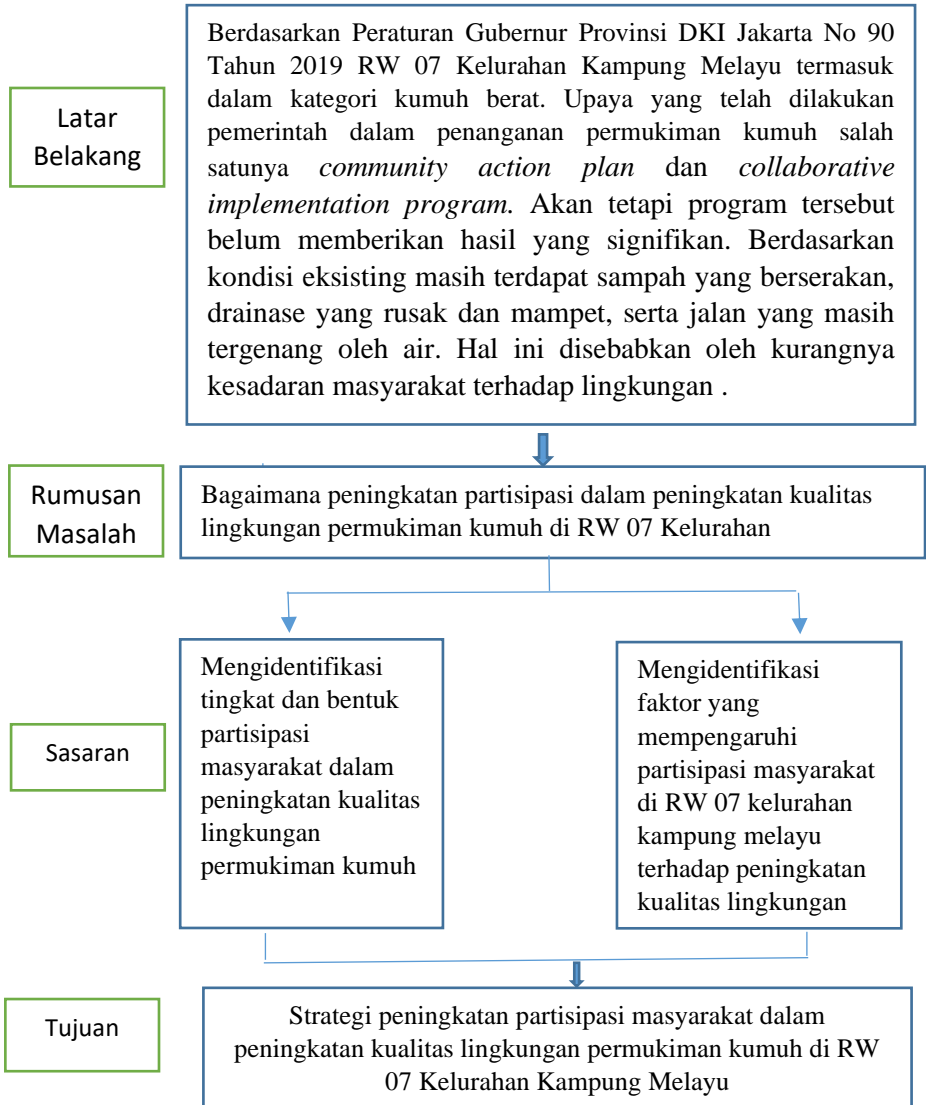 Latar
Belakang
Berdasarkan Peraturan Gubernur Provinsi DKI Jakarta No 90
Tahun 2019 RW 07 Kelurahan Kampung Melayu termasuk
dalam kategori kumuh berat. Upaya yang telah dilakukan
pemerintah dalam penanganan permukiman kumuh salah
satunya community action plan dan collaborative
implementation program. Akan tetapi program tersebut
belum memberikan hasil yang signifikan. Berdasarkan
kondisi eksisting masih terdapat sampah yang berserakan,
drainase yang rusak dan mampet, serta jalan yang masih
tergenang oleh air. Hal ini disebabkan oleh kurangnya
kesadaran masyarakat terhadap lingkungan .
Rumusan
Masalah
Bagaimana peningkatan partisipasi dalam peningkatan kualitas
lingkungan permukiman kumuh di RW 07 Kelurahan
Sasaran
Mengidentifikasi
tingkat dan bentuk
partisipasi
masyarakat dalam
peningkatan kualitas
lingkungan
permukiman kumuh
Mengidentifikasi
faktor yang
mempengaruhi
partisipasi masyarakat
di RW 07 kelurahan
kampung melayu
terhadap peningkatan
kualitas lingkungan
Tujuan
Strategi peningkatan partisipasi masyarakat dalam
peningkatan kualitas lingkungan permukiman kumuh di RW
07 Kelurahan Kampung Melayu